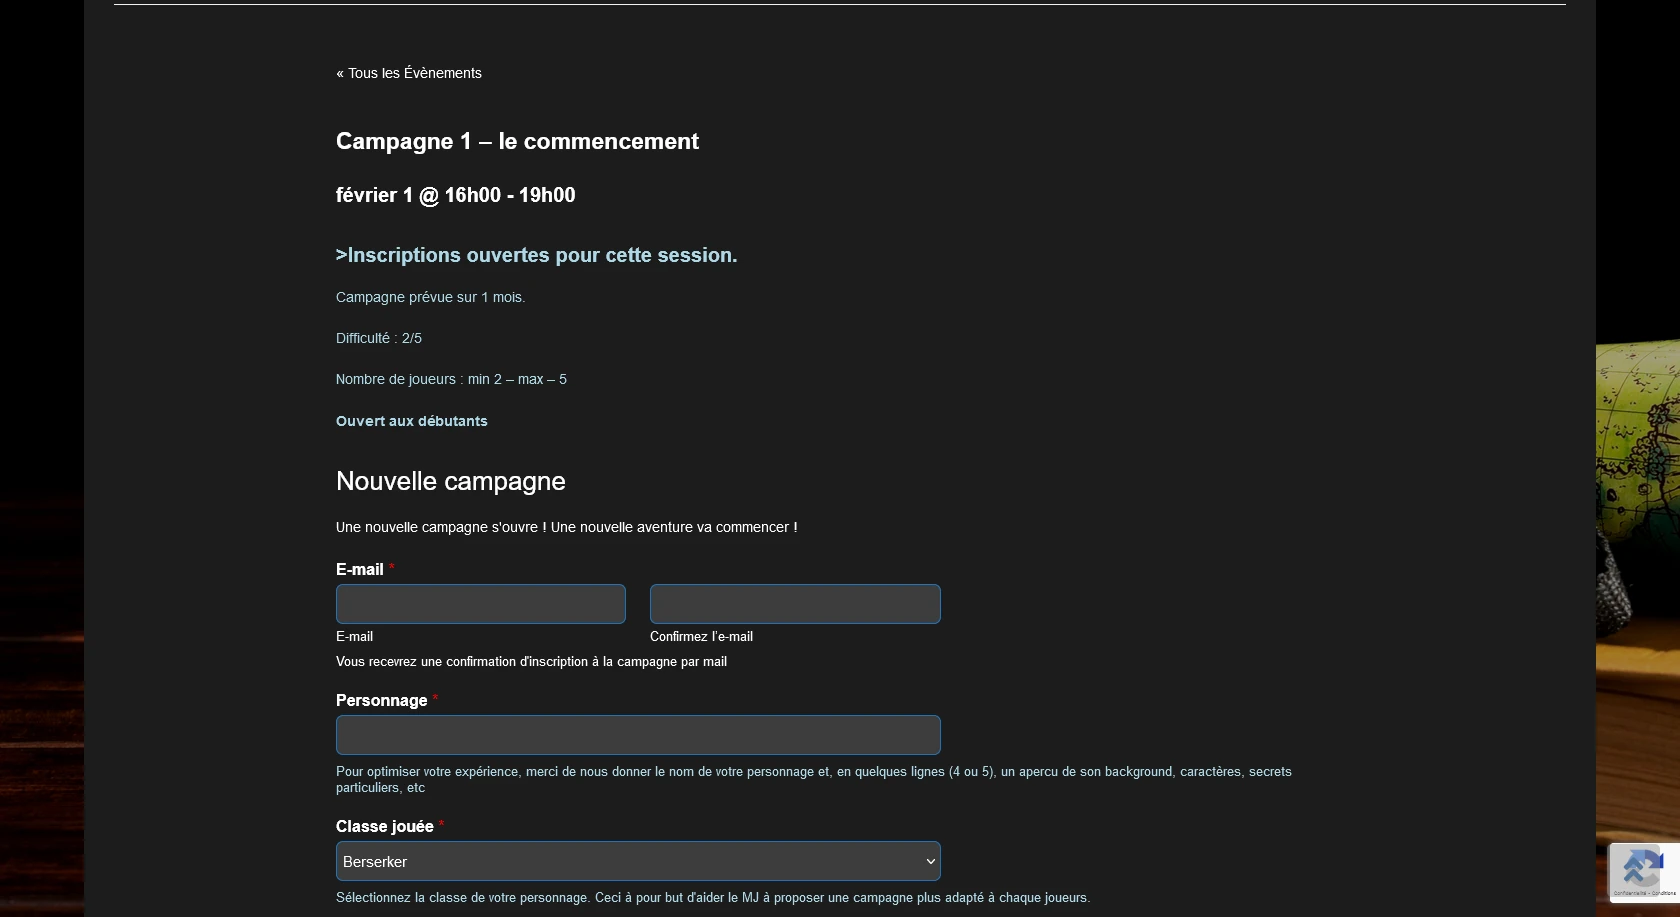 « Tous les Évènements
Campagne 1 – le commencement
février 1 @ 16h00 - 19h00
>Inscriptions ouvertes pour cette session.
Campagne prévue sur 1 mois.
Difficulté : 2/5
Nombre de joueurs : min 2 – max – 5
Ouvert aux débutants
Nouvelle campagne
Une nouvelle campagne s'ouvre ! Une nouvelle aventure va commencer !
E-mail *
E-mail
Confirmez l’e-mail
Vous recevrez une confirmation d'inscription à la campagne par mail
Personnage *
Pour optimiser votre expérience, merci de nous donner le nom de votre personnage et, en quelques lignes (4 ou 5), un apercu de son background, caractères, secrets
particuliers, etc
Classe jouée *
Berserker
Sélectionnez la classe de votre personnage. Ceci à pour but d'aider le MJ à proposer une campagne plus adapté à chaque joueurs.
Confidentialité - Conditions